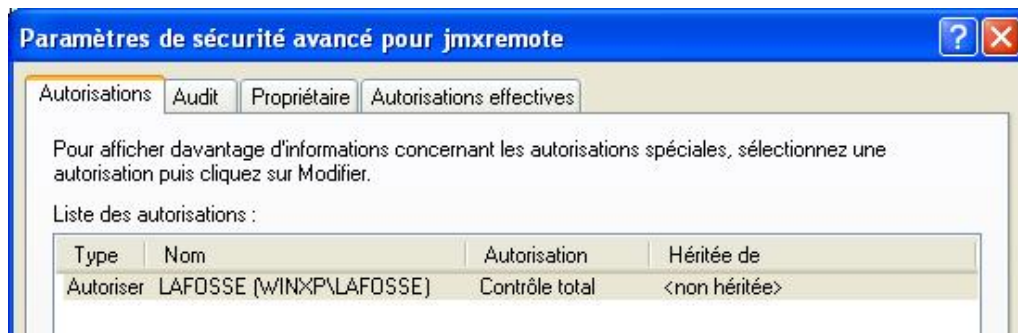 Paramètres de sécurité avancé pour jmxremote
Autorisations Audit Propriétaire Autorisations effectives
Pour afficher davantage d'informations concernant les autorisations spéciales, sélectionnez une
autorisation puis cliquez sur Modifier.
Liste des autorisations :
Type Nom Autorisation Héritée de
Autoriser LAFOSSE (WINXP\LAFOSSE) Contrôle total <non héritée>